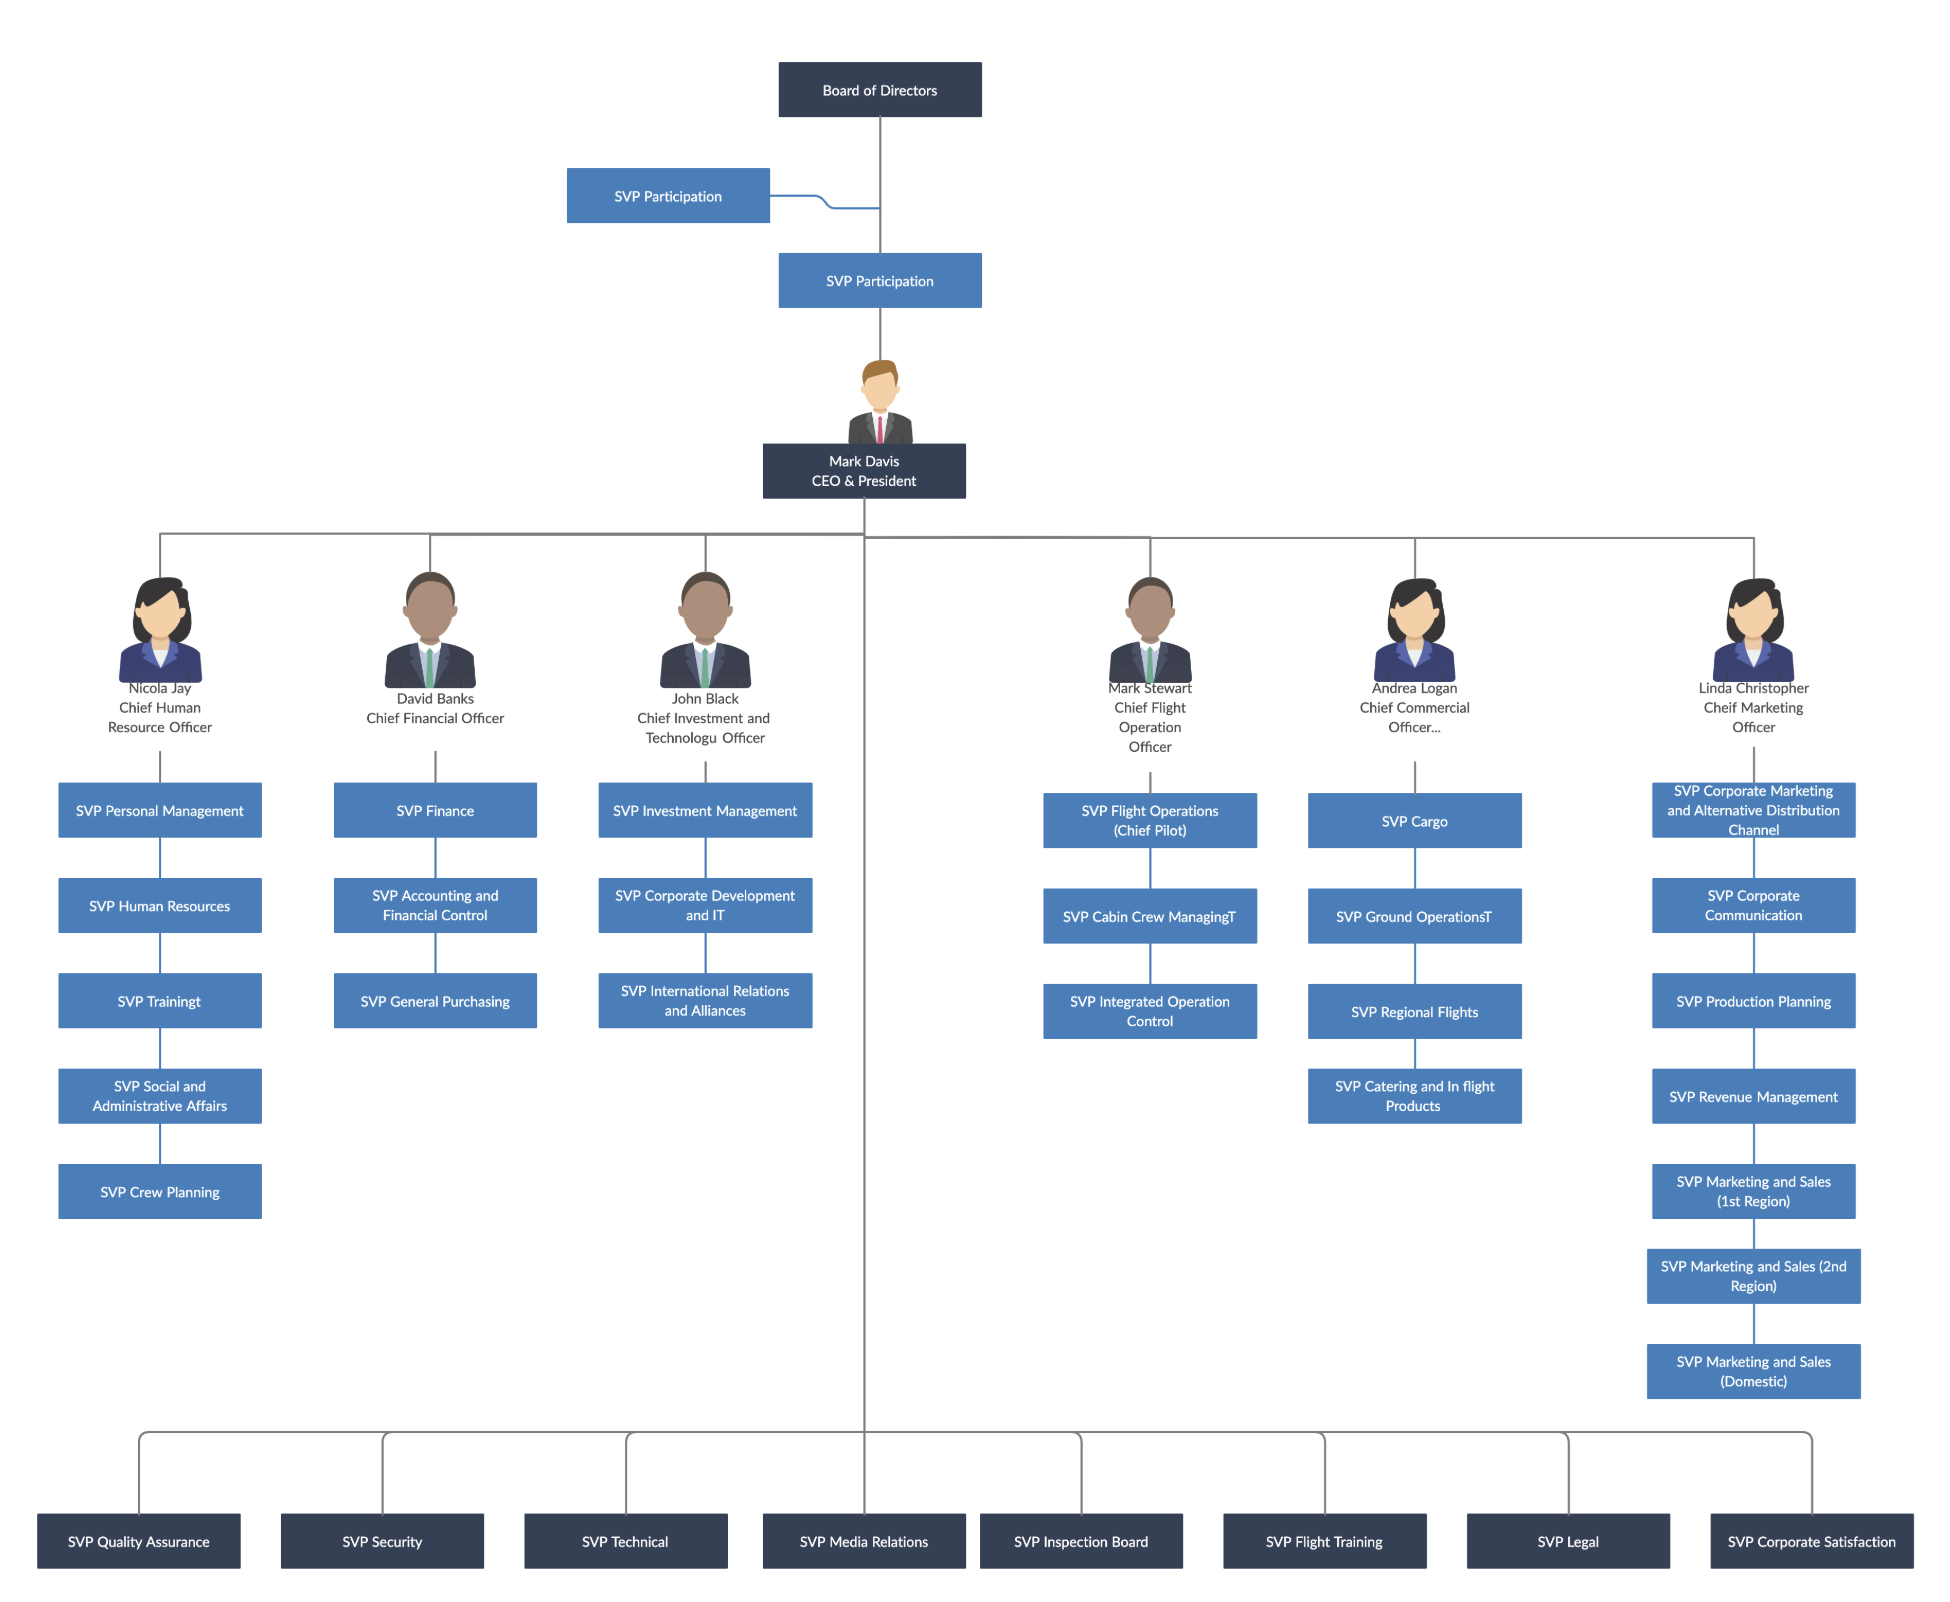 Board of Directors
SVP Participation
SVP Participation
Mark Davis
CEO & President
Nicola Jay
Chief Human
Resource Officer
David Banks
Chief Financial Officer
John Black
Chief Investment and
Technologu Officer
Mark Stewart
Chief Flight
Operation
Officer
Andrea Logan
Chief Commercial
Officer...
Linda Christopher
Cheif Marketing
Officer
SVP Personal Management
SVP Human Resources
SVP Trainingt
SVP Social and
Administrative Affairs
SVP Crew Planning
SVP Finance
SVP Accounting and
Financial Control
SVP General Purchasing
SVP Investment Management
SVP Corporate Development
and IT
SVP International Relations
and Alliances
SVP Flight Operations
(Chief Pilot)
SVP Cabin Crew ManagingT
SVP Integrated Operation
Control
SVP Cargo
SVP Ground OperationsT
SVP Regional Flights
SVP Catering and In flight
Products
SVP Corporate Marketing
and Alternative Distribution
Channel
SVP Corporate
Communication
SVP Production Planning
SVP Revenue Management
SVP Marketing and Sales
(1st Region)
SVP Marketing and Sales (2nd
Region)
SVP Marketing and Sales
(Domestic)
SVP Quality Assurance
SVP Security
SVP Technical
SVP Media Relations
SVP Inspection Board
SVP Flight Training
SVP Legal
SVP Corporate Satisfaction